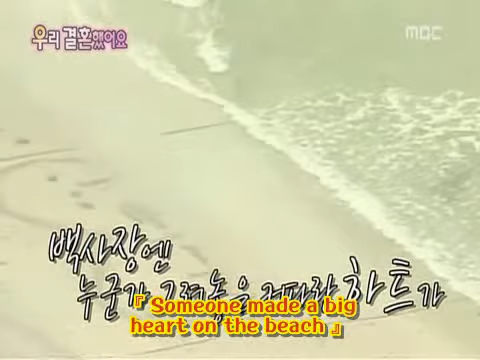 우리 결혼했어요
MBC
백사장엔
누군가 그려놓은 커다란 하트가
『 Someone made a big
heart on the beach 』